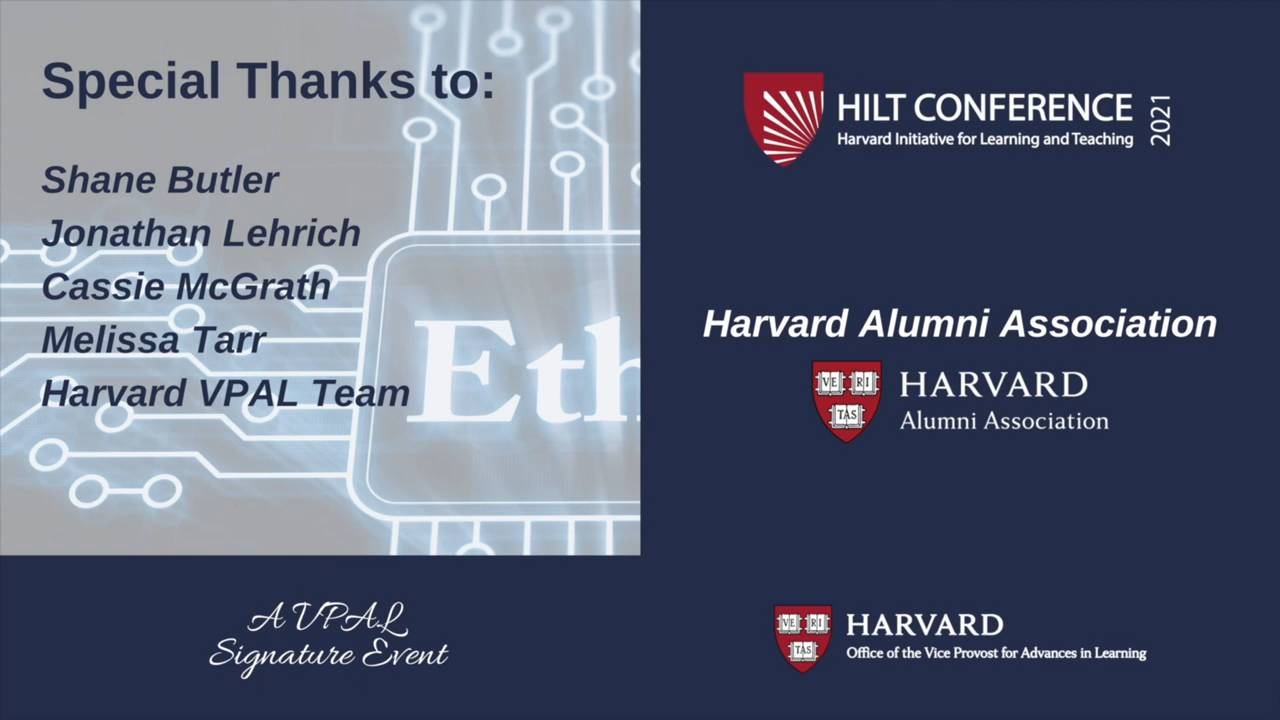 Special Thanks to:
Shane Butler
Jonathan Lehrich
Cassie McGrath
Melissa Tarr
Harvard VPAL Team
Eth
A VPAL
Signature Event
HILT CONFERENCE
2021
Harvard Initiative for Learning and Teaching
Harvard Alumni Association
VE RI
TAS
HARVARD
Alumni Association
VE RI
TAS
HARVARD
Office of the Vice Provost for Advances in Learning